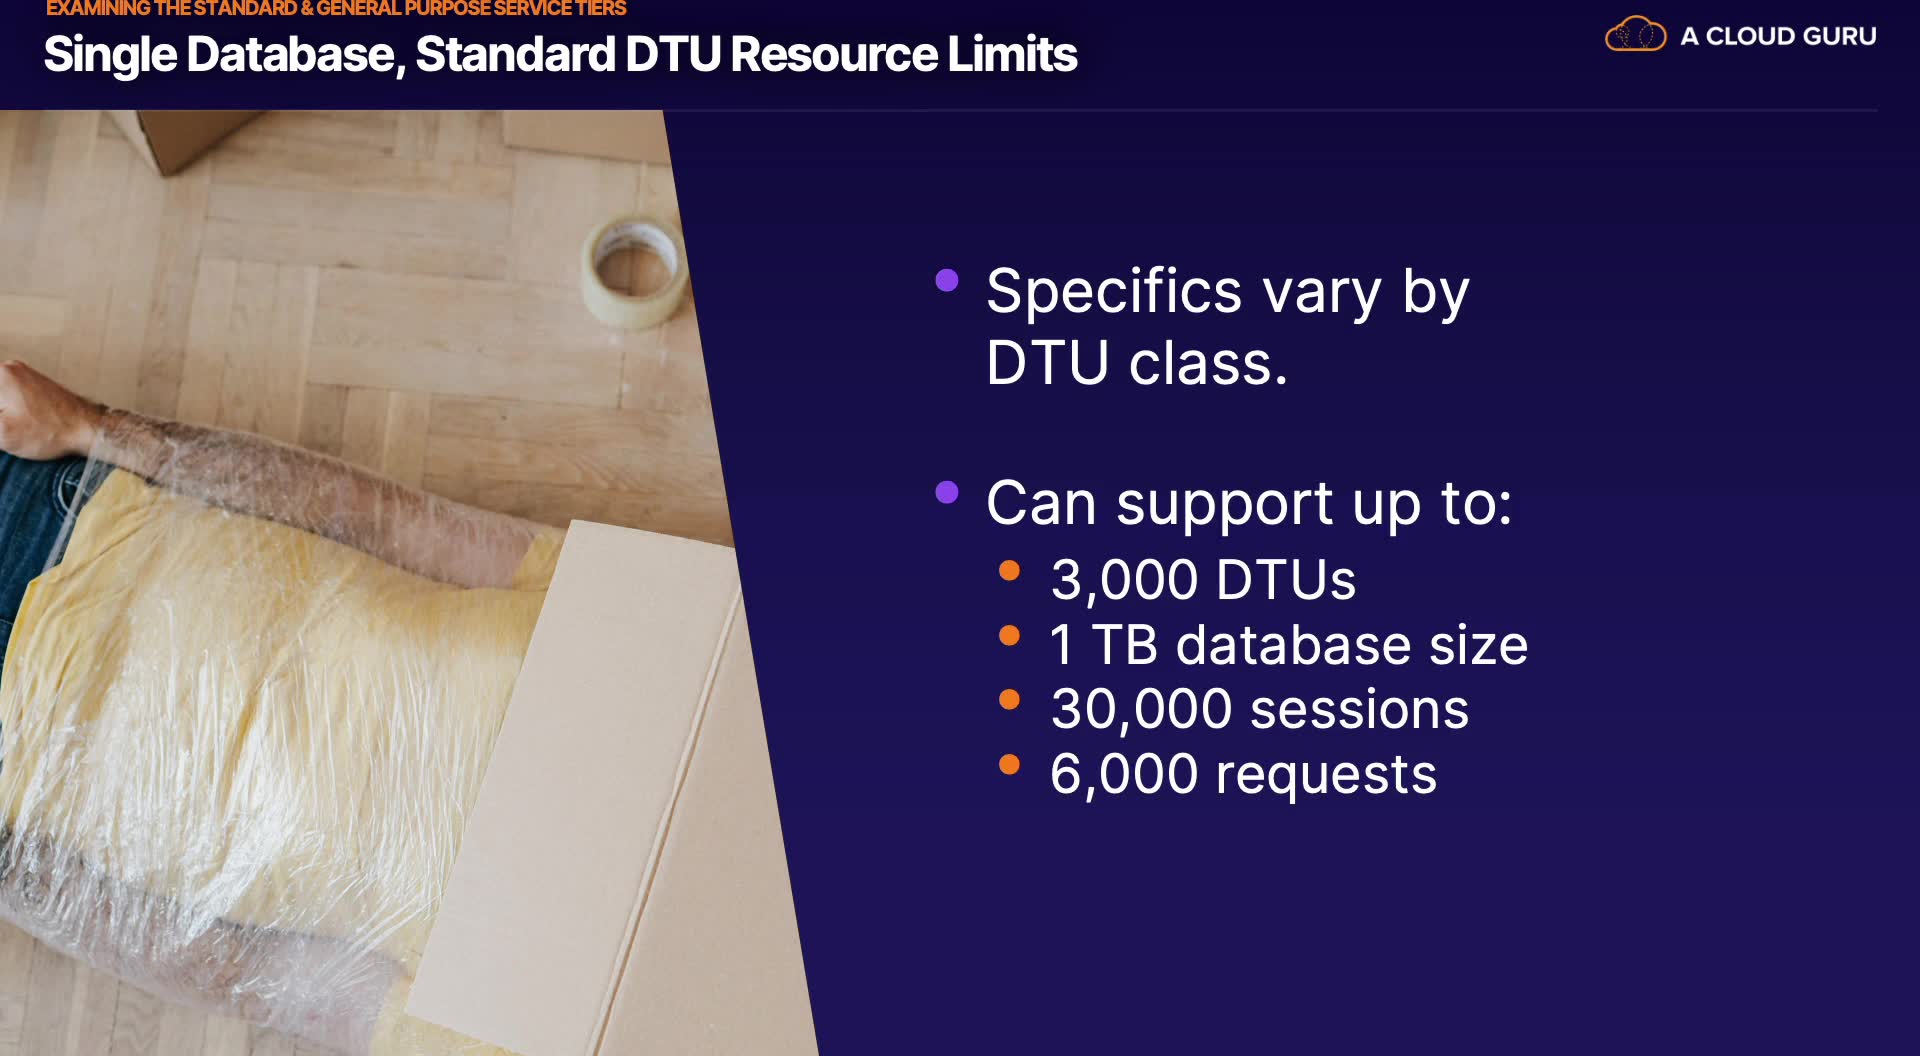 EXAMINING THE STANDARD & GENERAL PURPOSE SERVICE TIERS
Single Database, Standard DTU Resource Limits
A CLOUD GURU
Specifics vary by
DTU class.
Can support up to:
3,000 DTUs
1 TB database size
30,000 sessions
6,000 requests